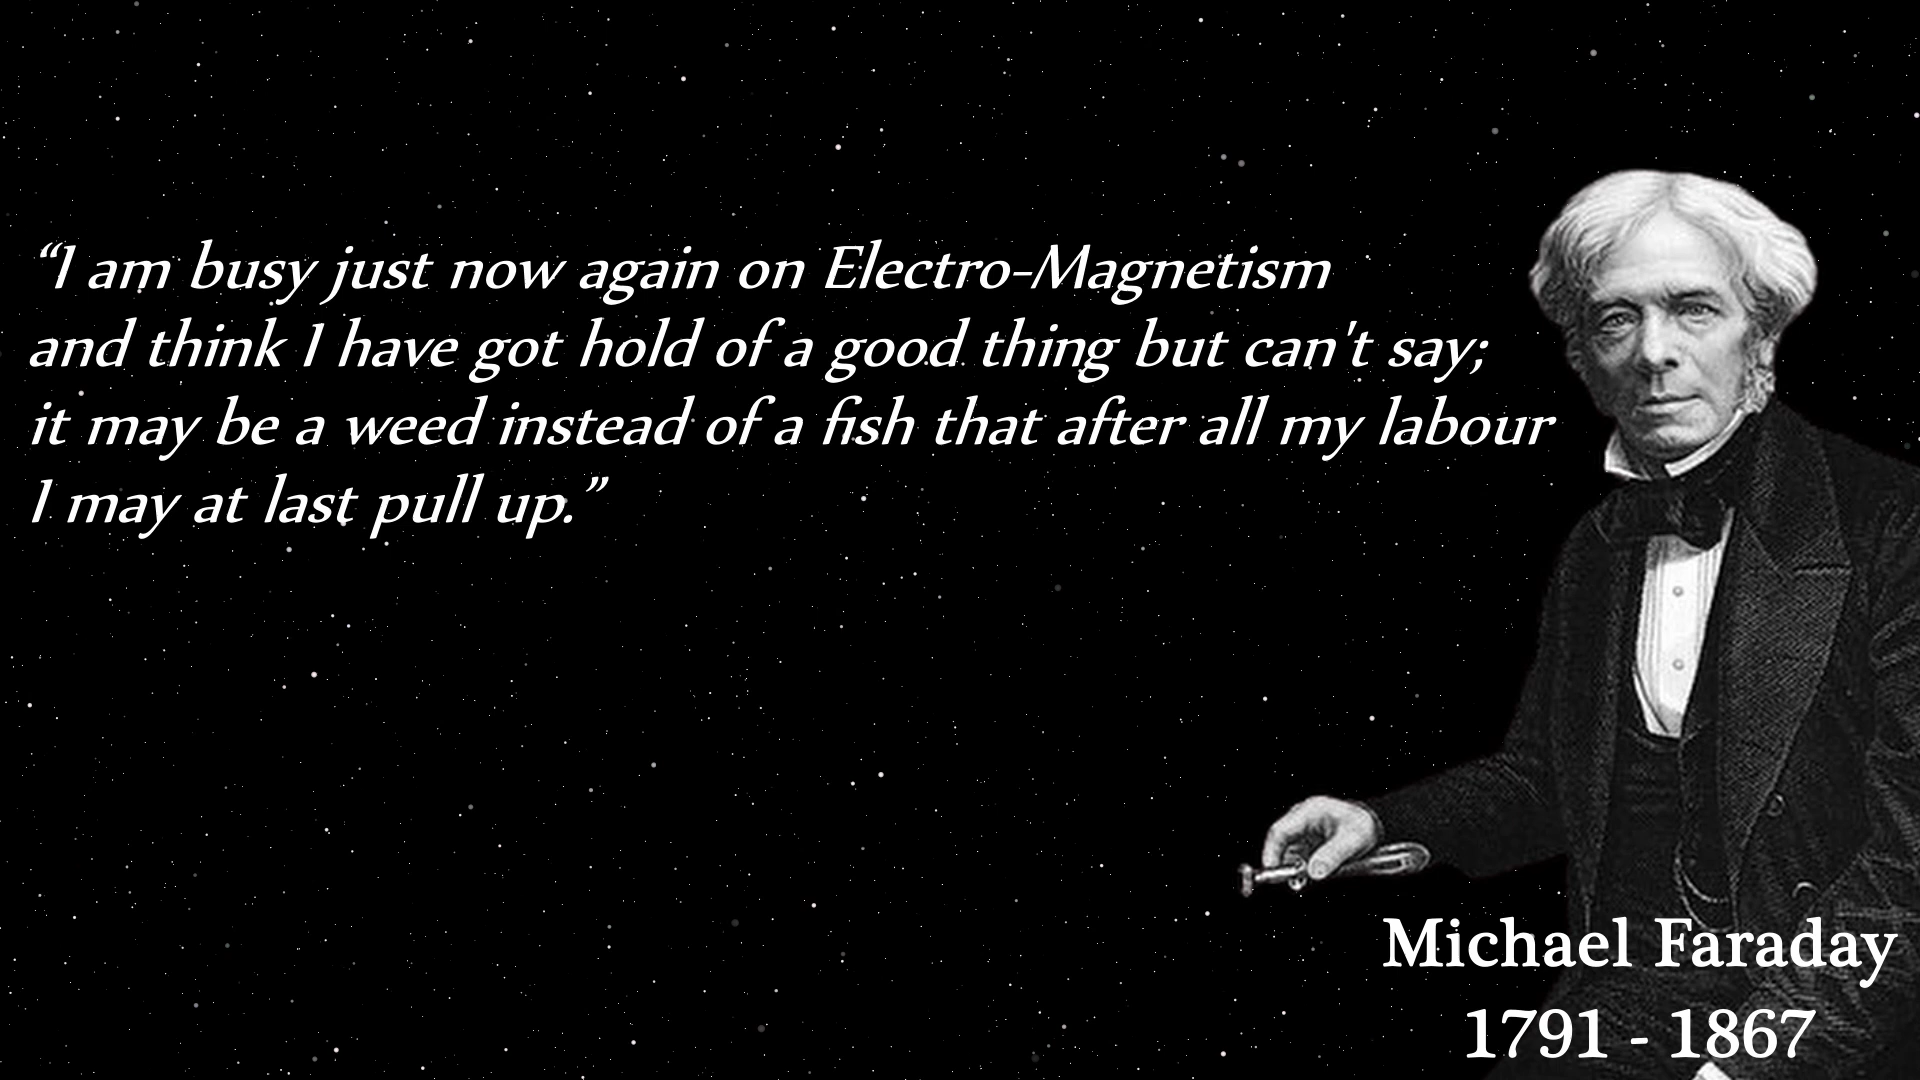 “I am busy just now again on Electro-Magnetism
and think I have got hold of a good thing but can't say;
it may be a weed instead of a fish that after all my labour
I may at last pull up.”
Michael Faraday
1791 - 1867